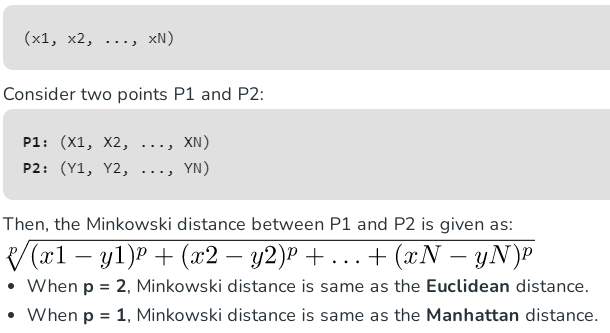 (x1, x2, ..., xN)
Consider two points P1 and P2:
P1: (X1, X2, ..., XN)
P2: (Y1, Y2, ..., YN)
Then, the Minkowski distance between P1 and P2 is given as:
$\sqrt[p]{(x1-y1)^p + (x2-y2)^p + \ldots + (xN-yN)^p}$
• When p = 2, Minkowski distance is same as the Euclidean distance.
• When p = 1, Minkowski distance is same as the Manhattan distance.